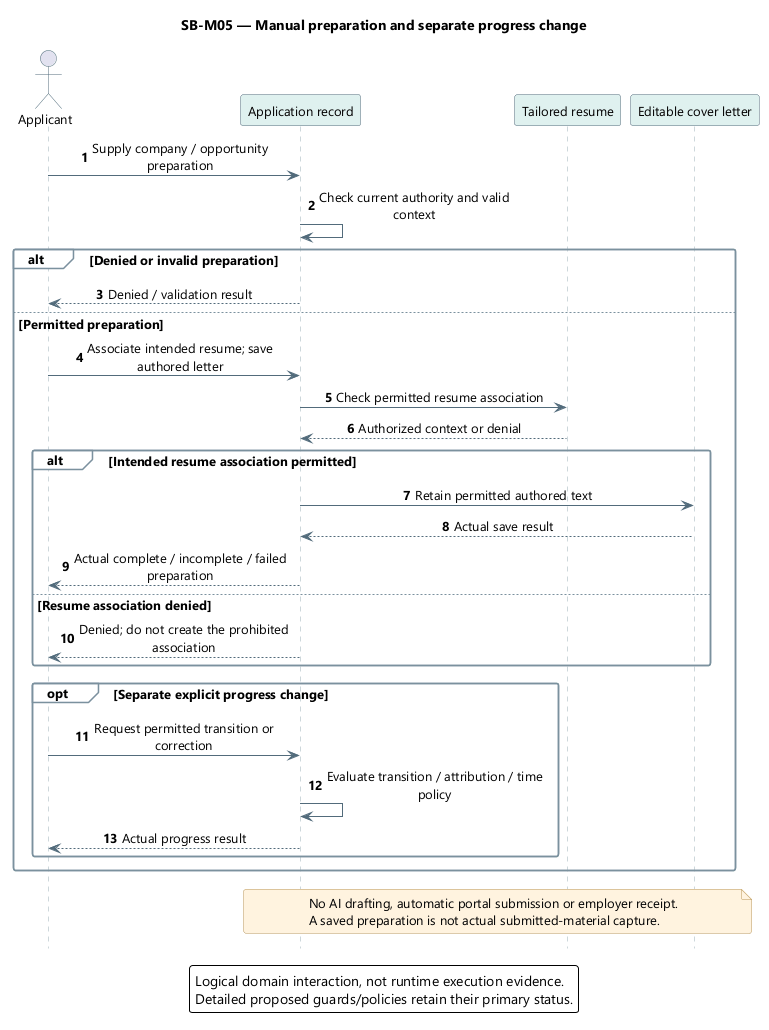 SB-M05 — Manual preparation and separate progress change
Applicant
Application record
Tailored resume
Editable cover letter
1 Supply company / opportunity
preparation
2 Check current authority and valid
context
alt [Denied or invalid preparation]
3 Denied / validation result
[Permitted preparation]
4 Associate intended resume; save
authored letter
5 Check permitted resume association
6 Authorized context or denial
alt [Intended resume association permitted]
7 Retain permitted authored text
8 Actual save result
9 Actual complete / incomplete / failed
preparation
[Resume association denied]
10 Denied; do not create the prohibited
association
opt [Separate explicit progress change]
11 Request permitted transition or
correction
12 Evaluate transition / attribution / time
policy
13 Actual progress result
No AI drafting, automatic portal submission or employer receipt.
A saved preparation is not actual submitted-material capture.
Logical domain interaction, not runtime execution evidence.
Detailed proposed guards/policies retain their primary status.